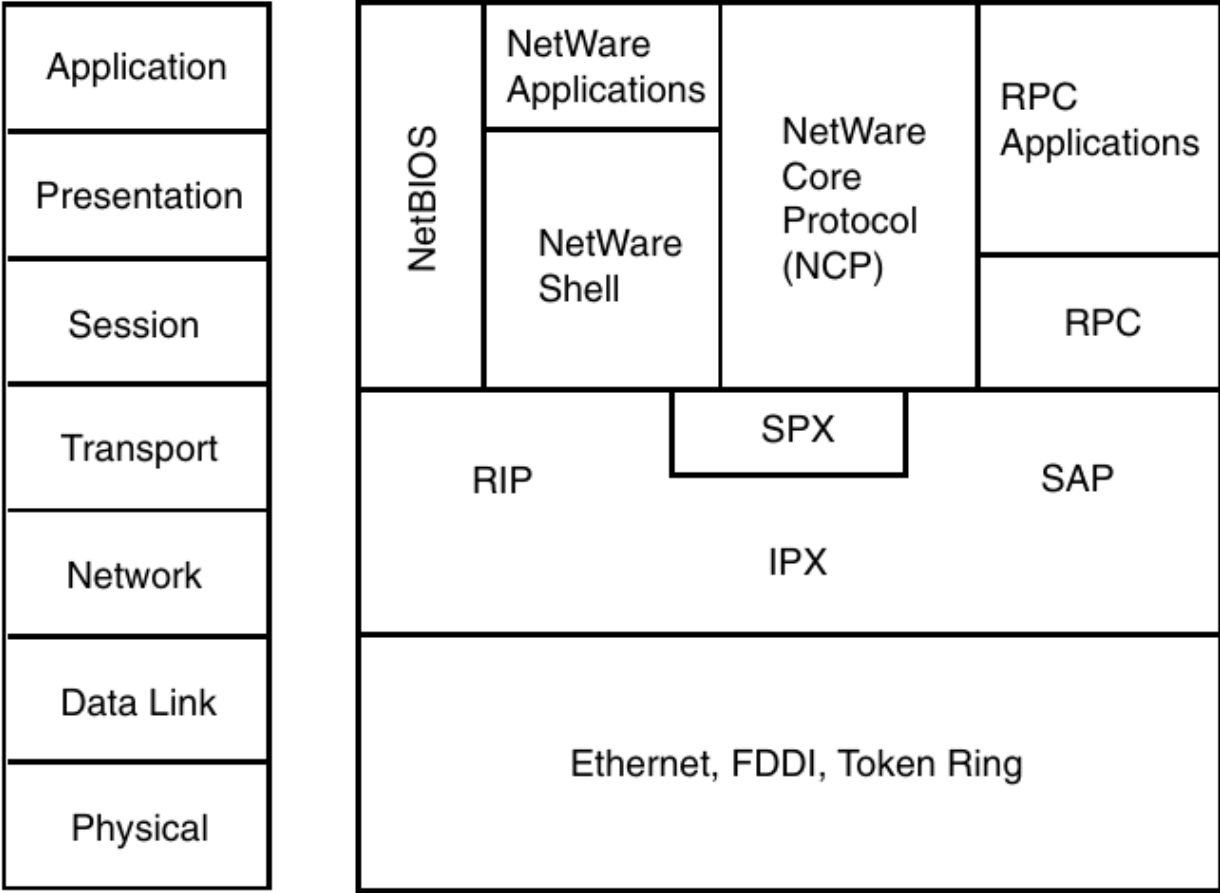 Application
Presentation
Session
Transport
Network
Data Link
Physical
NetBIOS
NetWare
Applications
NetWare
Shell
NetWare
Core
Protocol
(NCP)
RPC
Applications
RPC
SPX
RIP
SAP
IPX
Ethernet, FDDI, Token Ring